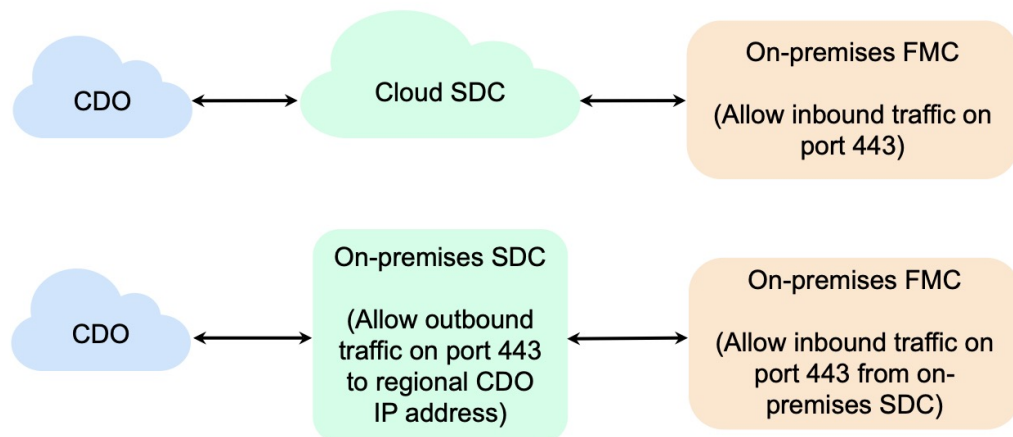 CDO
Cloud SDC
On-premises FMC
(Allow inbound traffic on
port 443)
CDO
On-premises SDC
(Allow outbound
traffic on port 443
to regional CDO
IP address)
On-premises FMC
(Allow inbound traffic on
port 443 from on-
premises SDC)